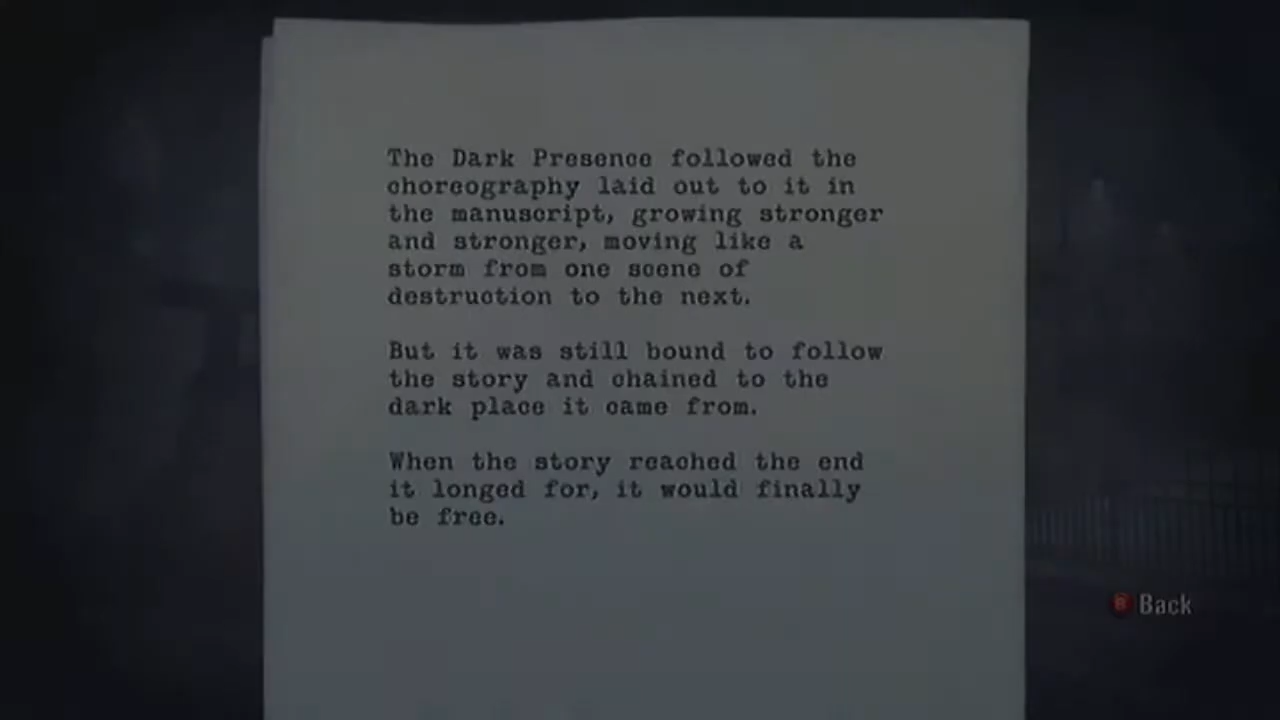 The Dark Presence followed the
choreography laid out to it in
the manuscript, growing stronger
and stronger, moving like a
storm from one scene of
destruction to the next.
But it was still bound to follow
the story and chained to the
dark place it came from.
When the story reached the end
it longed for, it would finally
be free.
B Back